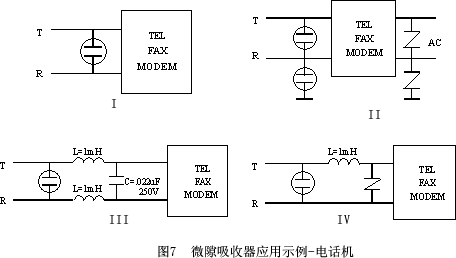 T
R
TEL
FAX
MODEM
I
T
R
TEL
FAX
MODEM
AC
II
T
R
L=1mH
L=1mH
C=.022uF
250V
TEL
FAX
MODEM
III
T
R
L=1mH
TEL
FAX
MODEM
IV
图7 微隙吸收器应用示例-电话机